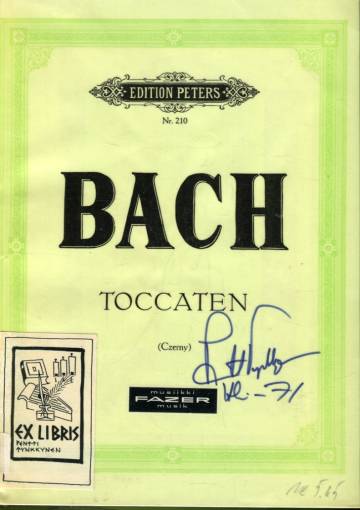 EDITION PETERS
Nr. 210
BACH
TOCCATEN
(Czerny)
musiikki
FAZER
musik
EX LIBRIS
PENTTI
TYNKKYNEN